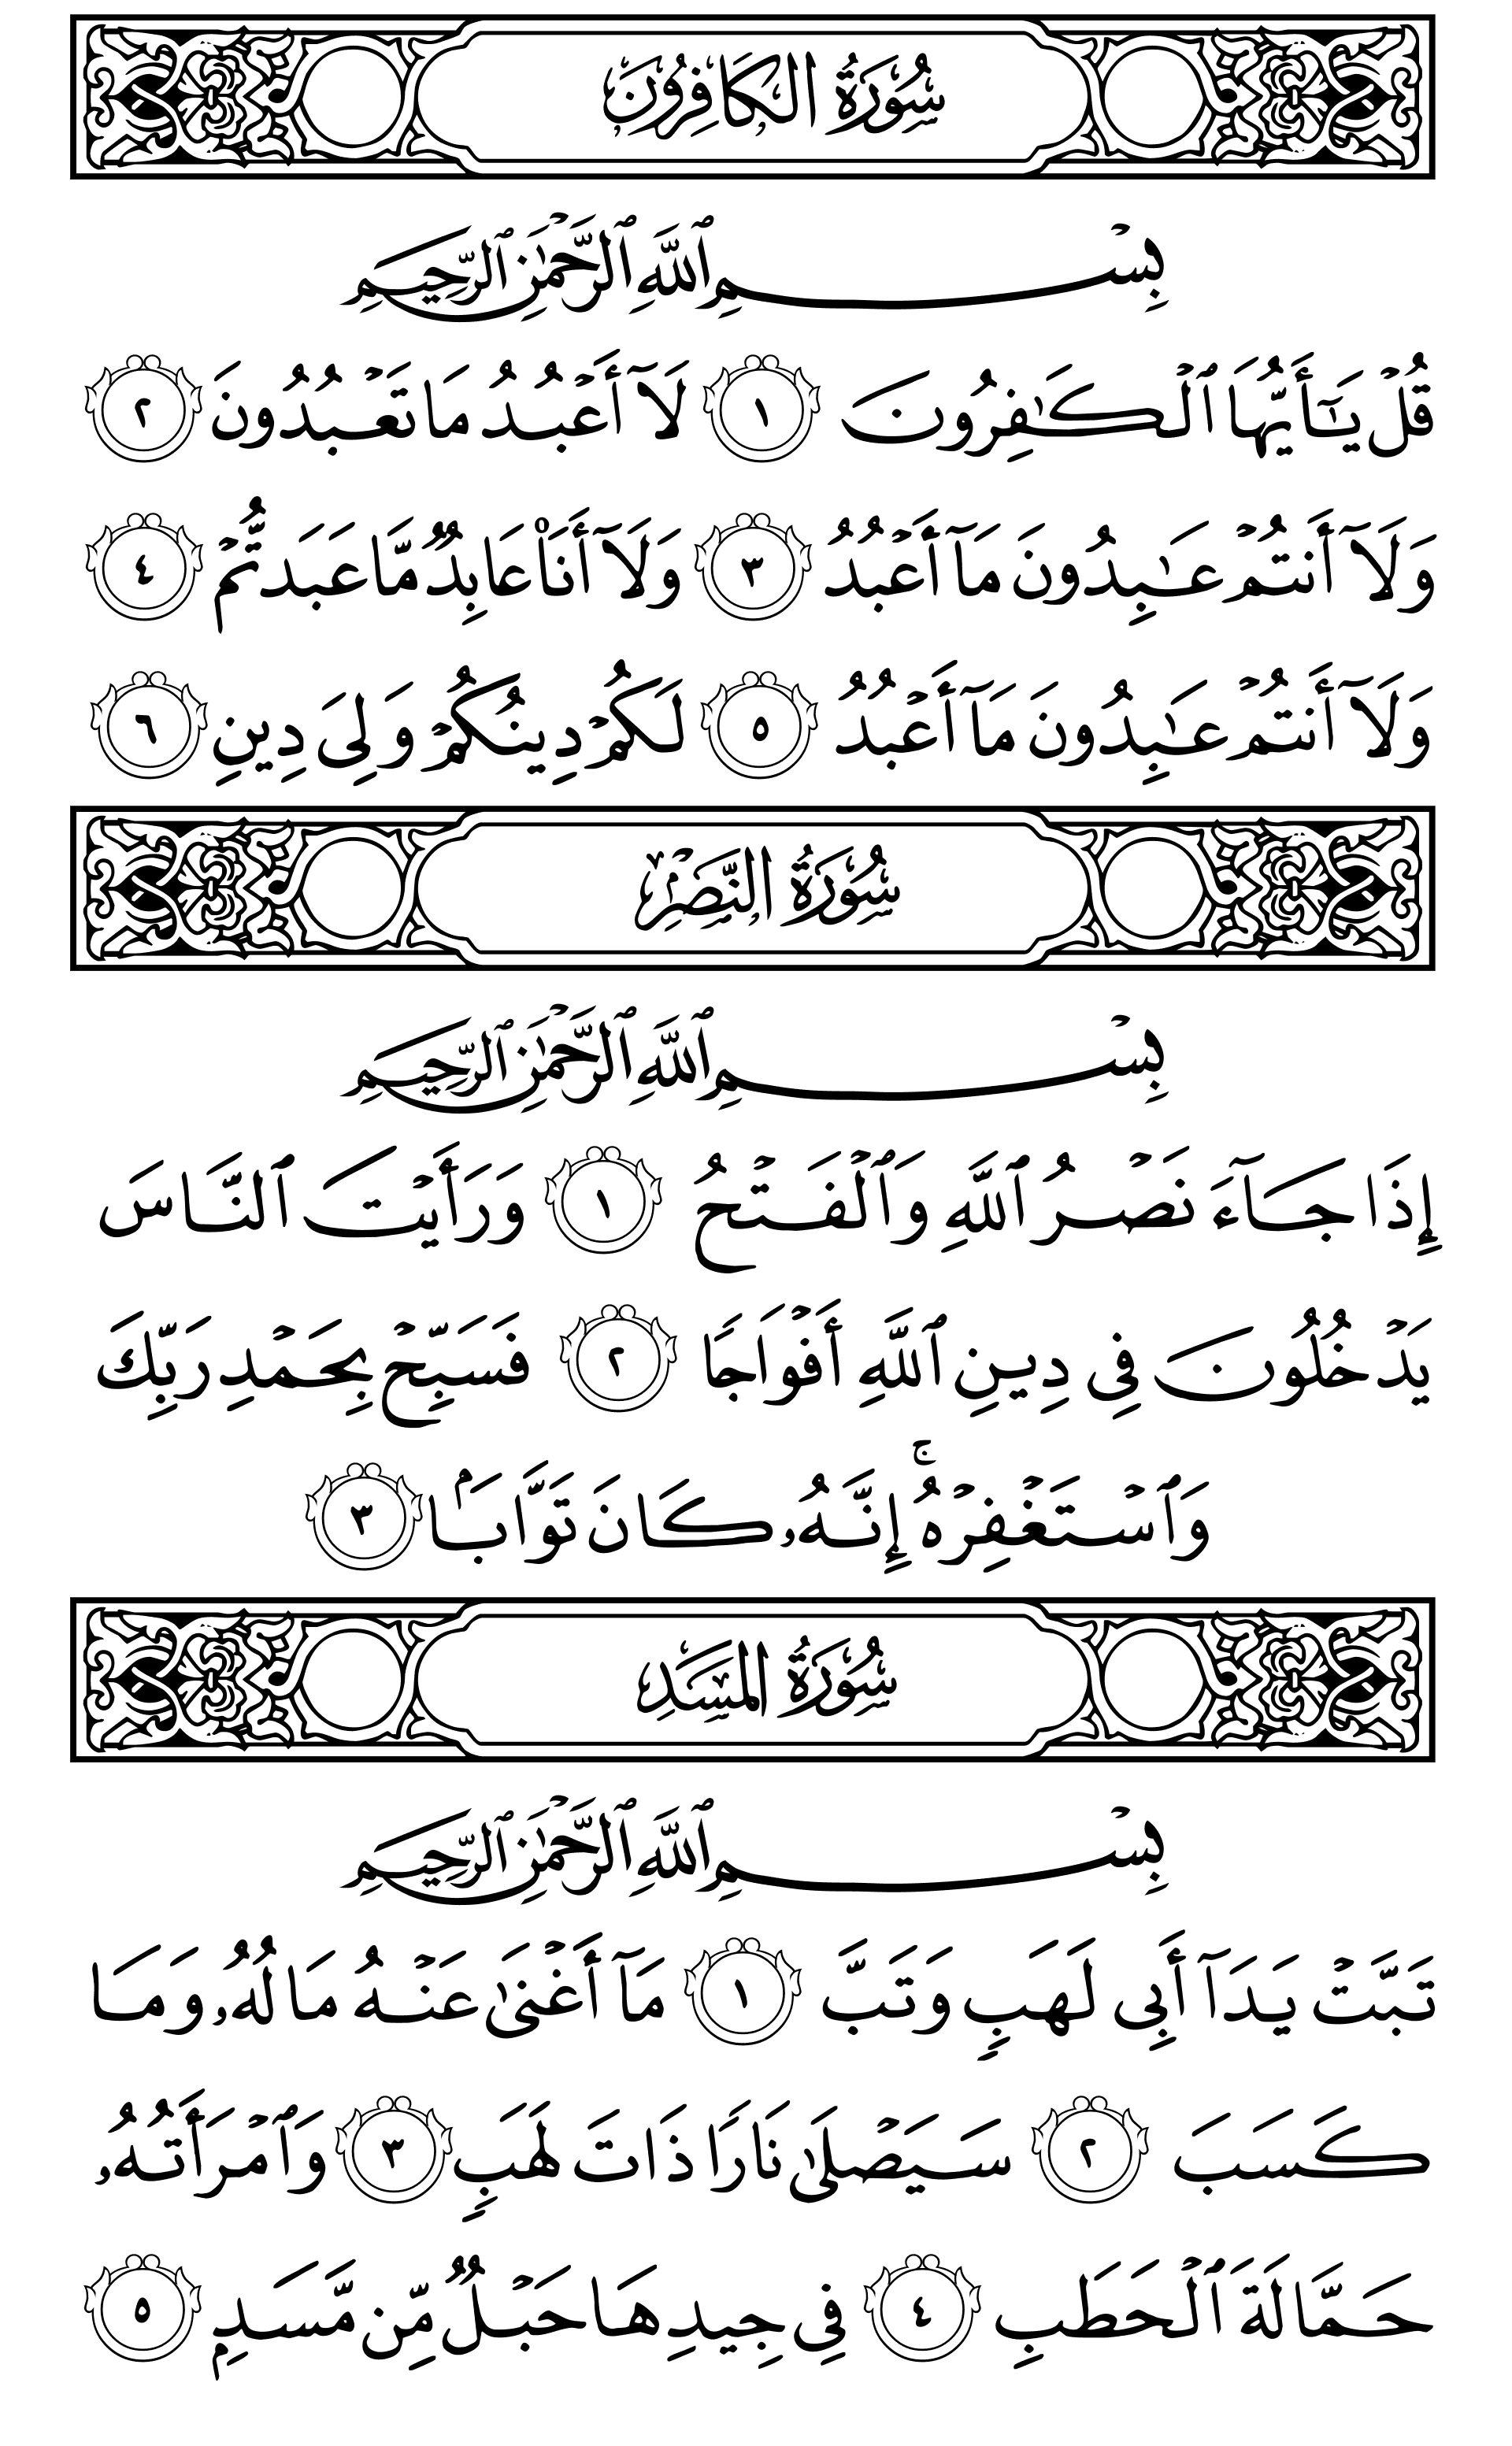 سُورَةُ الكَافِرُونَ
بِسْمِ ٱللَّهِ ٱلرَّحْمَٰنِ ٱلرَّحِيمِ
قُلْ يَٰٓأَيُّهَا ٱلْكَٰفِرُونَ ١ لَآ أَعْبُدُ مَا تَعْبُدُونَ ٢
وَلَآ أَنتُمْ عَٰبِدُونَ مَآ أَعْبُدُ ٣ وَلَآ أَنَا۠ عَابِدٌ مَّا عَبَدتُّمْ ٤
وَلَآ أَنتُمْ عَٰبِدُونَ مَآ أَعْبُدُ ٥ لَكُمْ دِينُكُمْ وَلِىَ دِينِ ٦
سُورَةُ النَّصْرِ
بِسْمِ ٱللَّهِ ٱلرَّحْمَٰنِ ٱلرَّحِيمِ
إِذَا جَآءَ نَصْرُ ٱللَّهِ وَٱلْفَتْحُ ١ وَرَأَيْتَ ٱلنَّاسَ
يَدْخُلُونَ فِى دِينِ ٱللَّهِ أَفْوَاجًا ٢ فَسَبِّحْ بِحَمْدِ رَبِّكَ
وَٱسْتَغْفِرْهُ ۚ إِنَّهُۥ كَانَ تَوَّابًۢا ٣
سُورَةُ المَسَدِ
بِسْمِ ٱللَّهِ ٱلرَّحْمَٰنِ ٱلرَّحِيمِ
تَبَّتْ يَدَآ أَبِى لَهَبٍ وَتَبَّ ١ مَآ أَغْنَىٰ عَنْهُ مَالُهُۥ وَمَا
كَسَبَ ٢ سَيَصْلَىٰ نَارًا ذَاتَ لَهَبٍ ٣ وَٱمْرَأَتُهُۥ
حَمَّالَةَ ٱلْحَطَبِ ٤ فِى جِيدِهَا حَبْلٌ مِّن مَّسَدٍۭ ٥